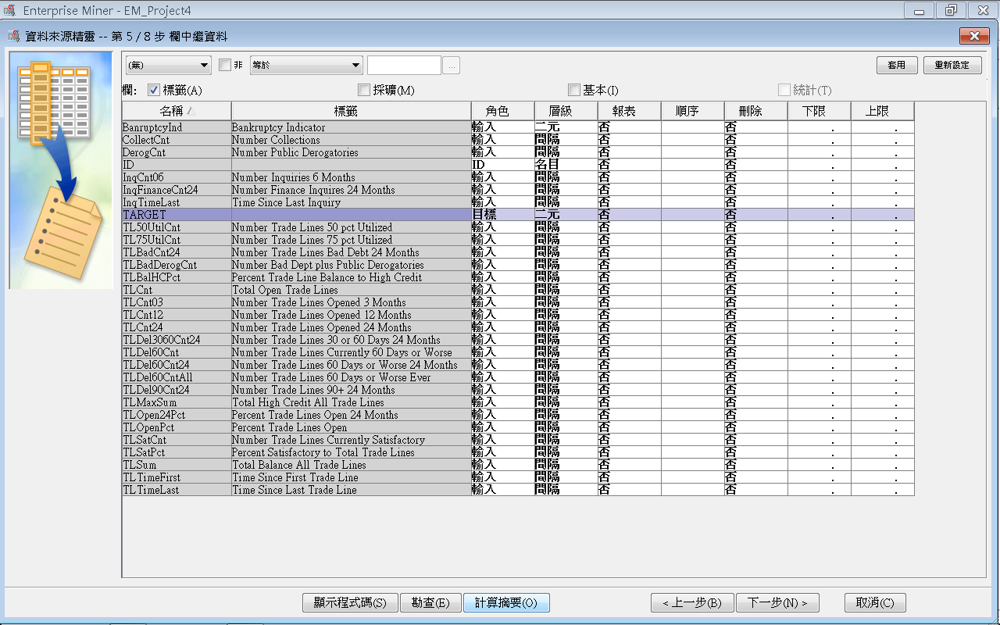 Enterprise Miner - EM_Project4
資料來源精靈 -- 第 5 / 8 步 欄中繼資料
(無) 非 等於 ... 套用 重新設定
欄: 標籤(A) 採礦(M) 基本(I) 統計(T)
名稱 標籤 角色 層級 報表 順序 刪除 下限 上限
BanruptcyInd Bankruptcy Indicator 輸入 二元 否 否 . .
CollectCnt Number Collections 輸入 間隔 否 否 . .
DerogCnt Number Public Derogatories 輸入 間隔 否 否 . .
ID ID 名目 否 否 . .
InqCnt06 Number Inquiries 6 Months 輸入 間隔 否 否 . .
InqFinanceCnt24 Number Finance Inquires 24 Months 輸入 間隔 否 否 . .
InqTimeLast Time Since Last Inquiry 輸入 間隔 否 否 . .
TARGET 目標 二元 否 否 . .
TL50UtilCnt Number Trade Lines 50 pct Utilized 輸入 間隔 否 否 . .
TL75UtilCnt Number Trade Lines 75 pct Utilized 輸入 間隔 否 否 . .
TLBadCnt24 Number Trade Lines Bad Debt 24 Months 輸入 間隔 否 否 . .
TLBadDerogCnt Number Bad Dept plus Public Derogatories 輸入 間隔 否 否 . .
TLBalHCPct Percent Trade Line Balance to High Credit 輸入 間隔 否 否 . .
TLCnt Total Open Trade Lines 輸入 間隔 否 否 . .
TLCnt03 Number Trade Lines Opened 3 Months 輸入 間隔 否 否 . .
TLCnt12 Number Trade Lines Opened 12 Months 輸入 間隔 否 否 . .
TLCnt24 Number Trade Lines Opened 24 Months 輸入 間隔 否 否 . .
TLDel3060Cnt24 Number Trade Lines 30 or 60 Days 24 Months 輸入 間隔 否 否 . .
TLDel60Cnt Number Trade Lines Currently 60 Days or Worse 輸入 間隔 否 否 . .
TLDel60Cnt24 Number Trade Lines 60 Days or Worse 24 Months 輸入 間隔 否 否 . .
TLDel60CntAll Number Trade Lines 60 Days or Worse Ever 輸入 間隔 否 否 . .
TLDel90Cnt24 Number Trade Lines 90+ 24 Months 輸入 間隔 否 否 . .
TLMaxSum Total High Credit All Trade Lines 輸入 間隔 否 否 . .
TLOpen24Pct Percent Trade Lines Open 24 Months 輸入 間隔 否 否 . .
TLOpenPct Percent Trade Lines Open 輸入 間隔 否 否 . .
TLSatCnt Number Trade Lines Currently Satisfactory 輸入 間隔 否 否 . .
TLSatPct Percent Satisfactory to Total Trade Lines 輸入 間隔 否 否 . .
TLSum Total Balance All Trade Lines 輸入 間隔 否 否 . .
TLTimeFirst Time Since First Trade Line 輸入 間隔 否 否 . .
TLTimeLast Time Since Last Trade Line 輸入 間隔 否 否 . .
顯示程式碼(S) 勘查(E) 計算摘要(O) < 上一步(B) 下一步(N) > 取消(C)